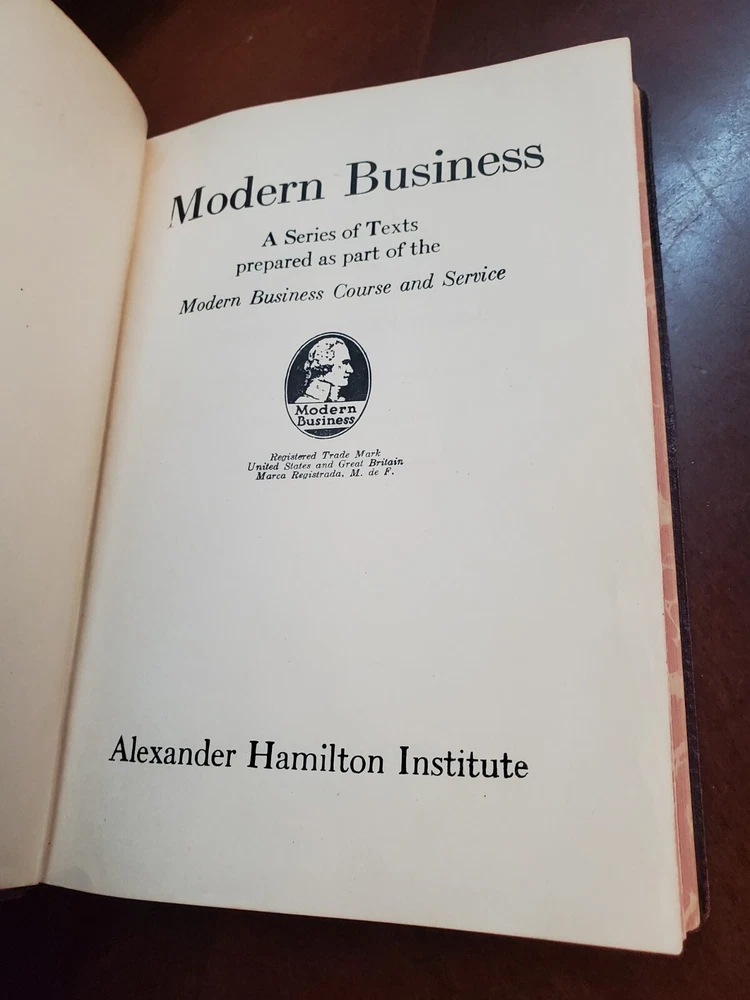 Modern Business
A Series of Texts
prepared as part of the
Modern Business Course and Service
Modern
Business
Registered Trade Mark
United States and Great Britain
Marca Registrada, M. de F.
Alexander Hamilton Institute